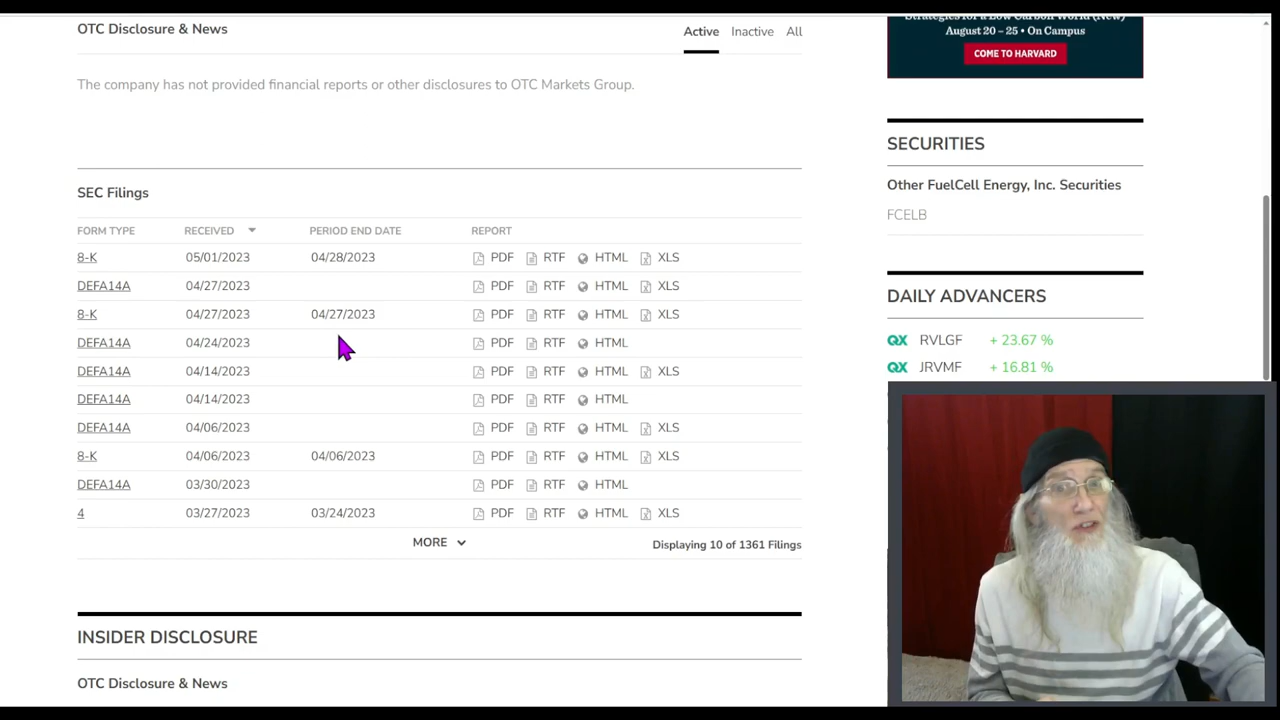 OTC Disclosure & News
Active Inactive All
The company has not provided financial reports or other disclosures to OTC Markets Group.
SEC Filings
FORM TYPE RECEIVED PERIOD END DATE REPORT
8-K 05/01/2023 04/28/2023 PDF RTF HTML XLS
DEFA14A 04/27/2023 PDF RTF HTML XLS
8-K 04/27/2023 04/27/2023 PDF RTF HTML XLS
DEFA14A 04/24/2023 PDF RTF HTML
DEFA14A 04/14/2023 PDF RTF HTML XLS
DEFA14A 04/14/2023 PDF RTF HTML
DEFA14A 04/06/2023 PDF RTF HTML XLS
8-K 04/06/2023 04/06/2023 PDF RTF HTML XLS
DEFA14A 03/30/2023 PDF RTF HTML
4 03/27/2023 03/24/2023 PDF RTF HTML XLS
MORE
Displaying 10 of 1361 Filings
INSIDER DISCLOSURE
OTC Disclosure & News
Strategies for a Low Carbon World (New)
August 20 – 25 • On Campus
COME TO HARVARD
SECURITIES
Other FuelCell Energy, Inc. Securities
FCELB
DAILY ADVANCERS
QX RVLGF + 23.67 %
QX JRVMF + 16.81 %